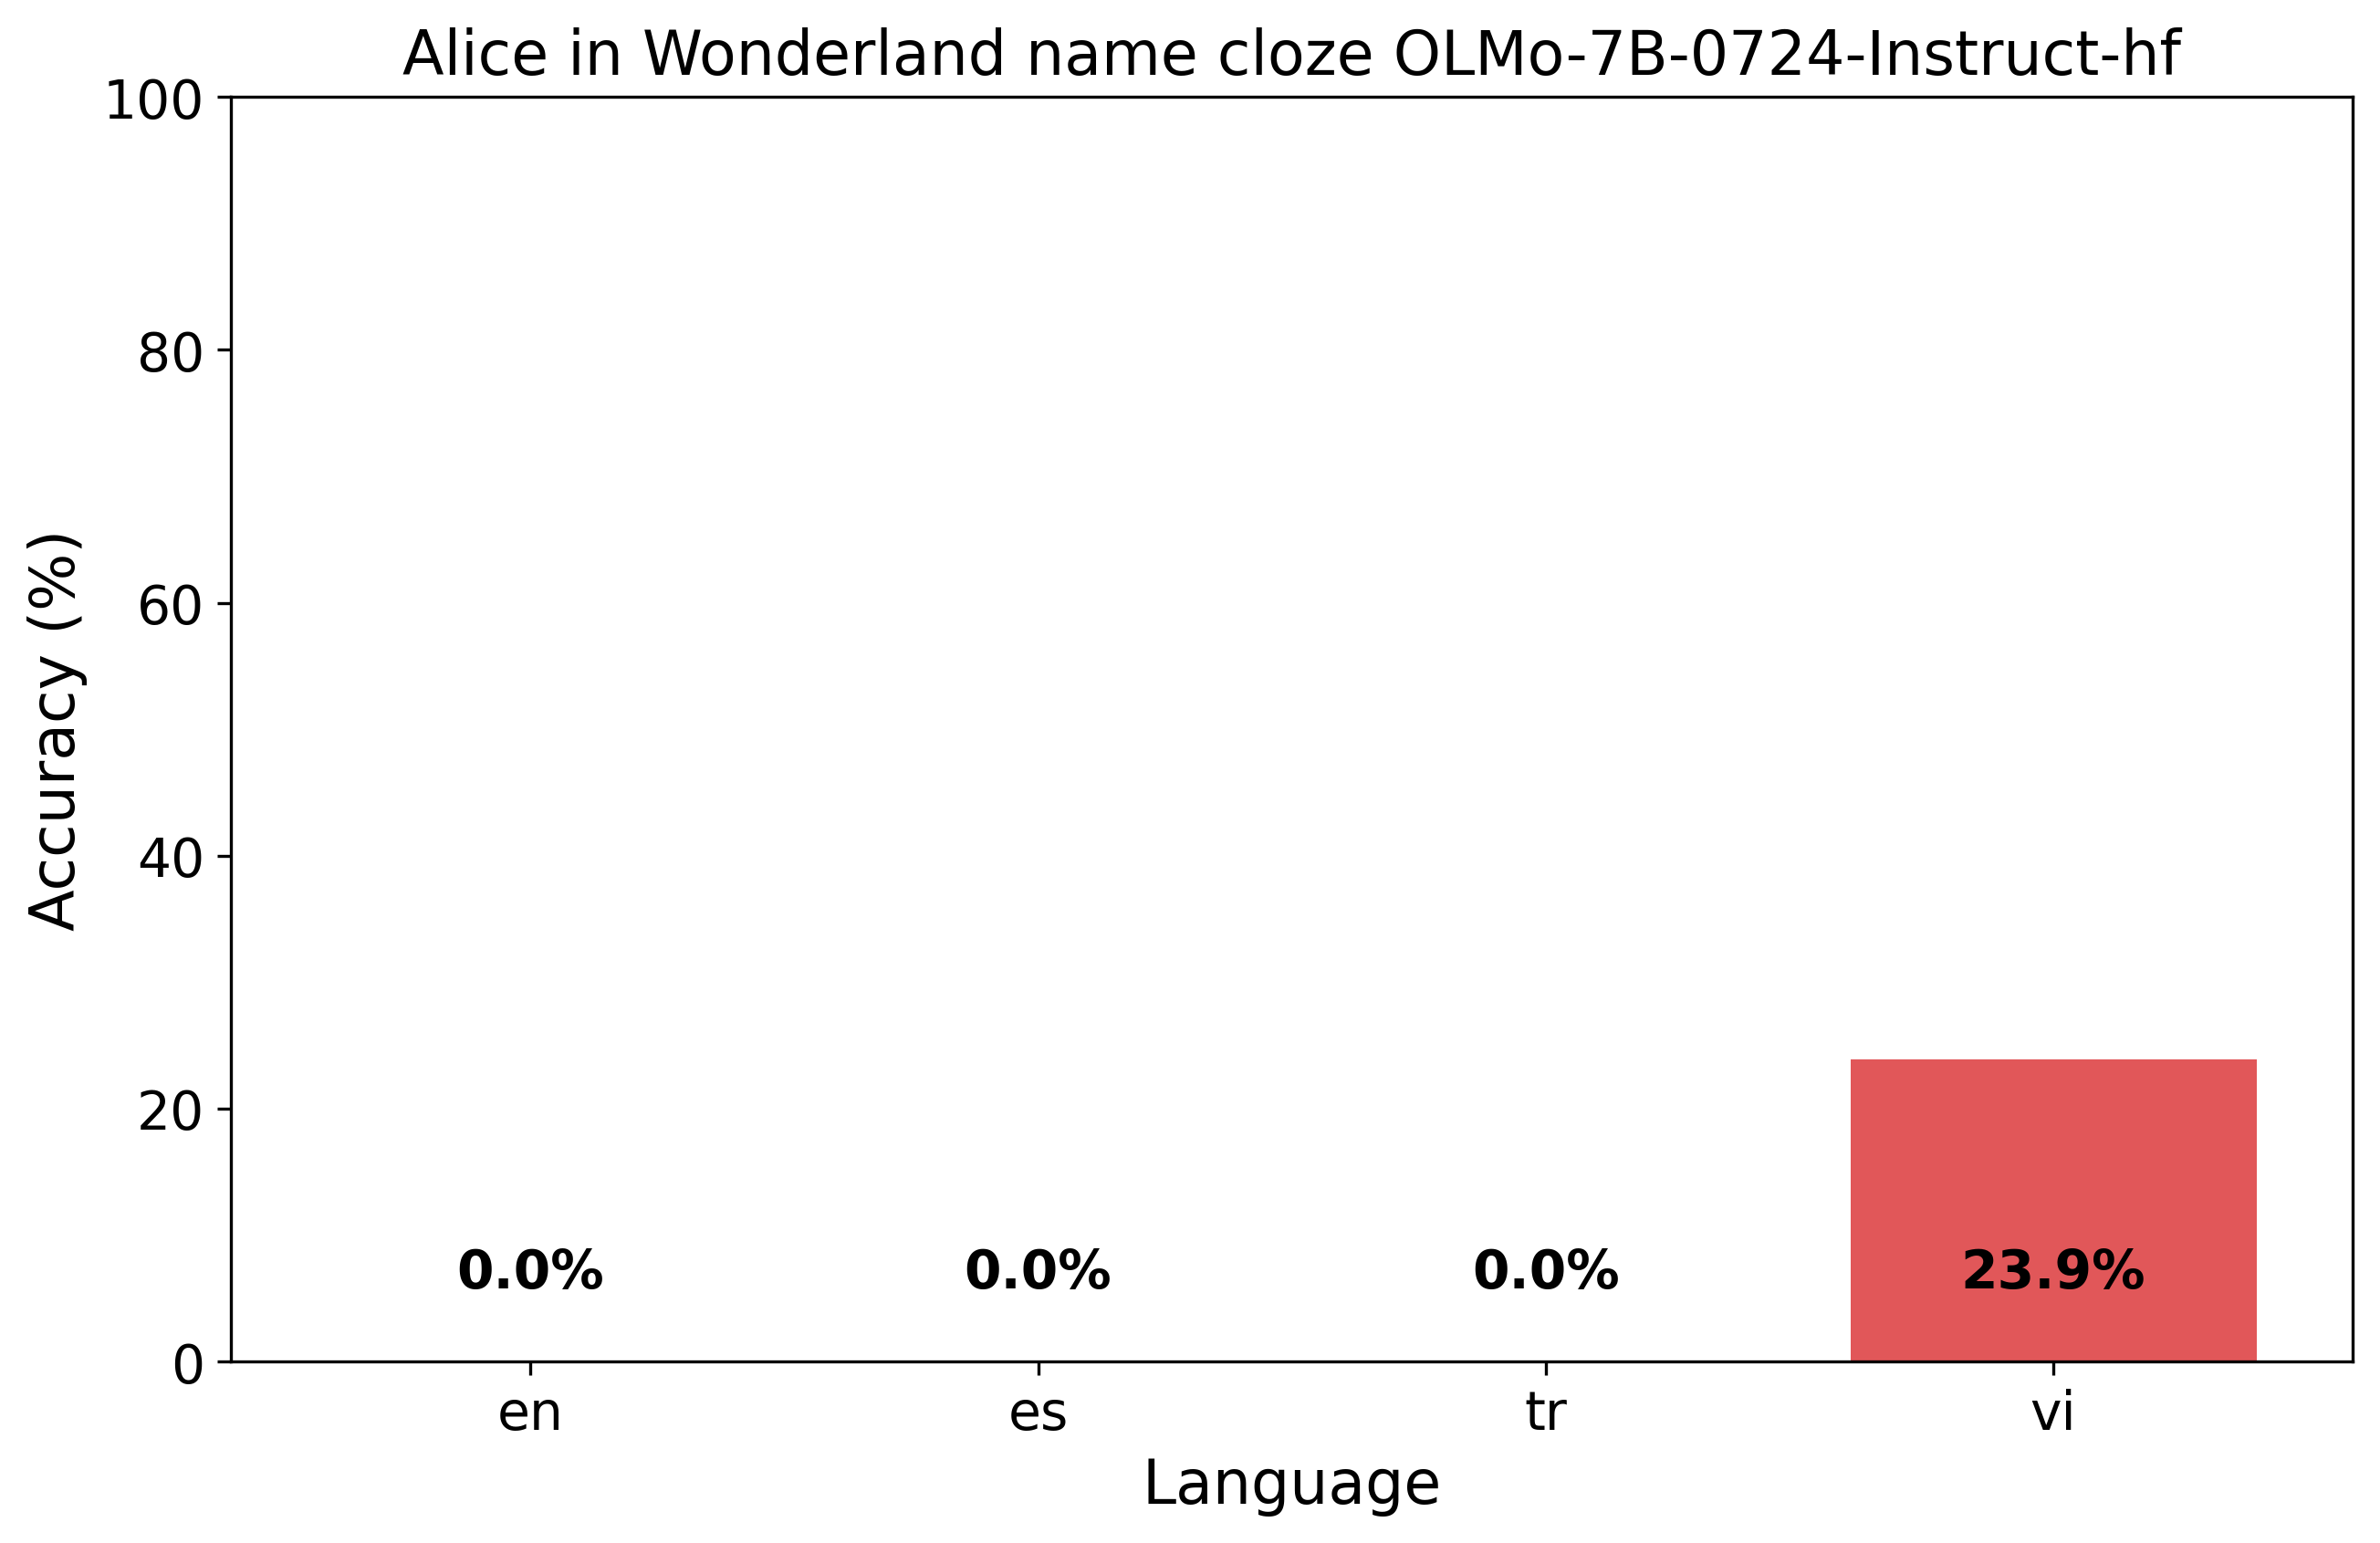 Alice in Wonderland name cloze OLMo-7B-0724-Instruct-hf
100
80
60
40
20
0
Accuracy (%)
0.0%
0.0%
0.0%
23.9%
en
es
tr
vi
Language